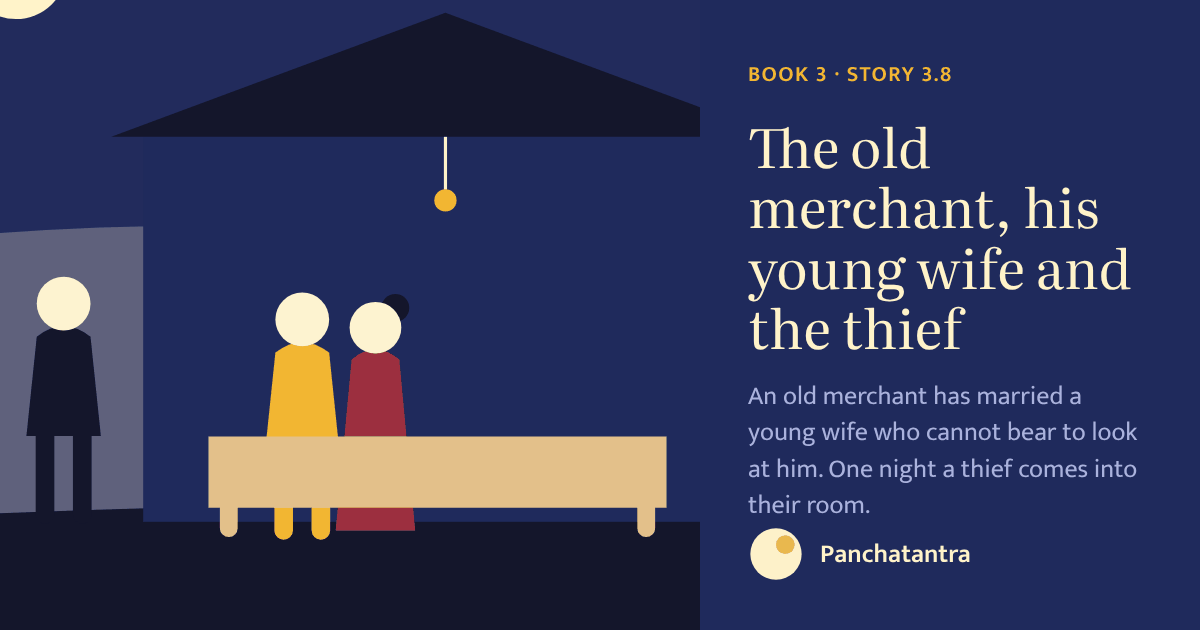 BOOK 3 · STORY 3.8
The old
merchant, his
young wife and
the thief
An old merchant has married a
young wife who cannot bear to look
at him. One night a thief comes into
their room.
Panchatantra